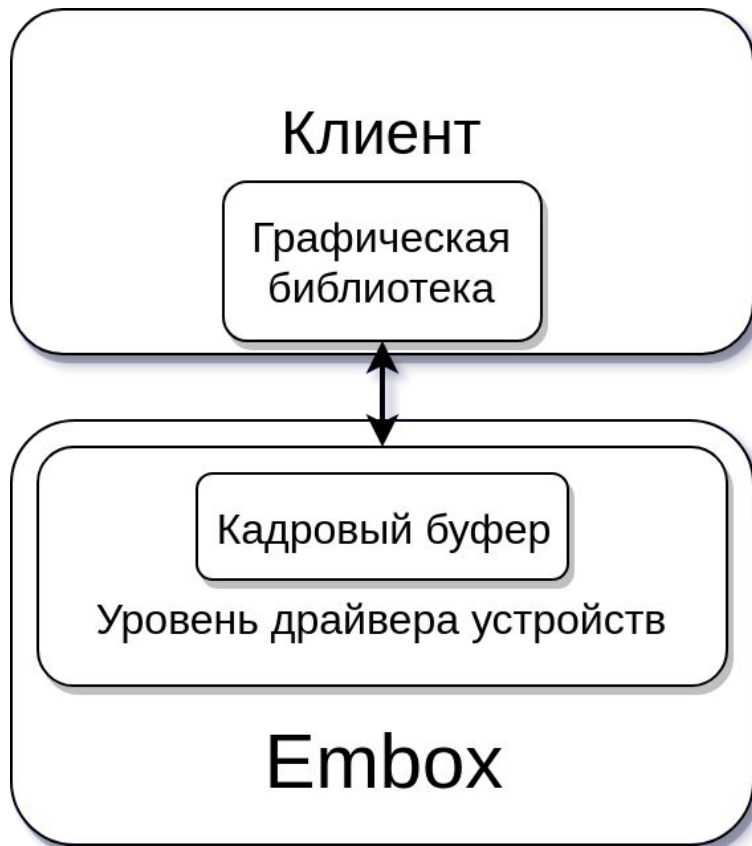 Клиент
Графическая
библиотека
Кадровый буфер
Уровень драйвера устройств
Embox